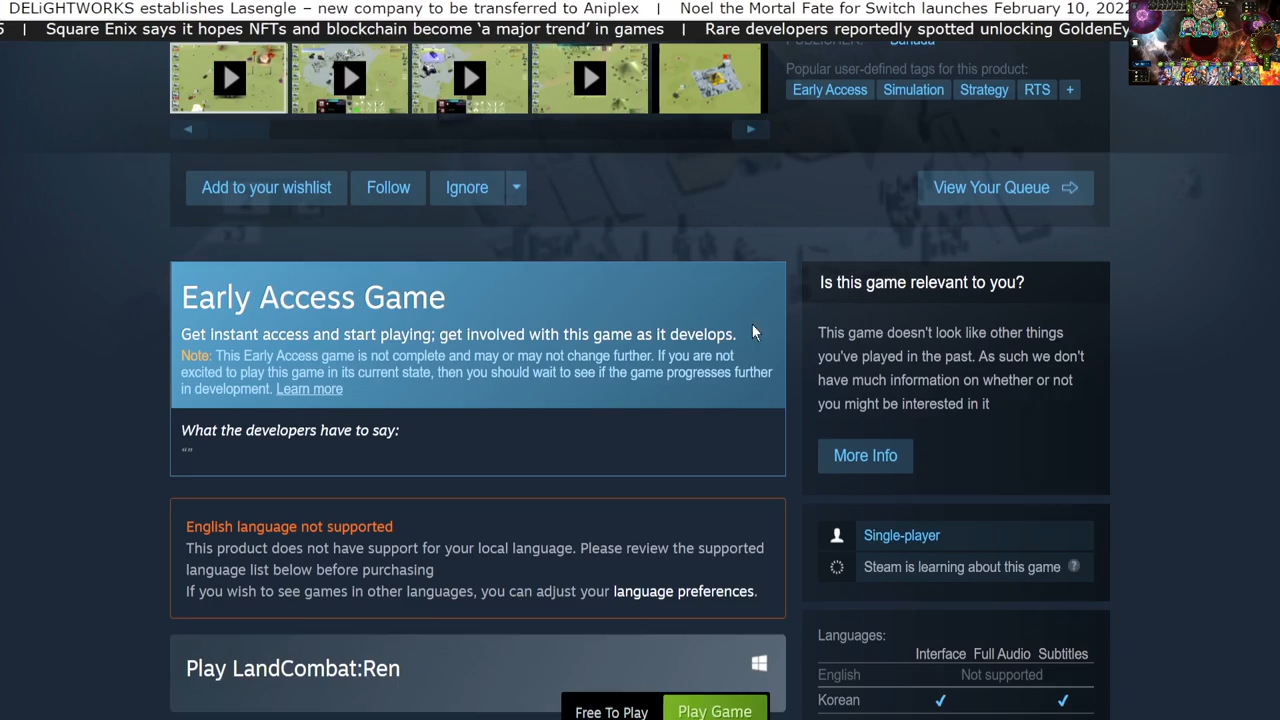 DELiGHTWORKS establishes Lasengle – new company to be transferred to Aniplex | Noel the Mortal Fate for Switch launches February 10, 2022
Square Enix says it hopes NFTs and blockchain become ‘a major trend’ in games | Rare developers reportedly spotted unlocking GoldenEy
Popular user-defined tags for this product:
Early Access Simulation Strategy RTS +
Add to your wishlist Follow Ignore View Your Queue
Early Access Game
Get instant access and start playing; get involved with this game as it develops.
Note: This Early Access game is not complete and may or may not change further. If you are not
excited to play this game in its current state, then you should wait to see if the game progresses further
in development. Learn more
What the developers have to say:
“”
English language not supported
This product does not have support for your local language. Please review the supported
language list below before purchasing
If you wish to see games in other languages, you can adjust your language preferences.
Play LandCombat:Ren
Free To Play Play Game
Is this game relevant to you?
This game doesn't look like other things
you've played in the past. As such we don't
have much information on whether or not
you might be interested in it
More Info
Single-player
Steam is learning about this game ?
Languages:
Interface Full Audio Subtitles
English Not supported
Korean ✔ ✔